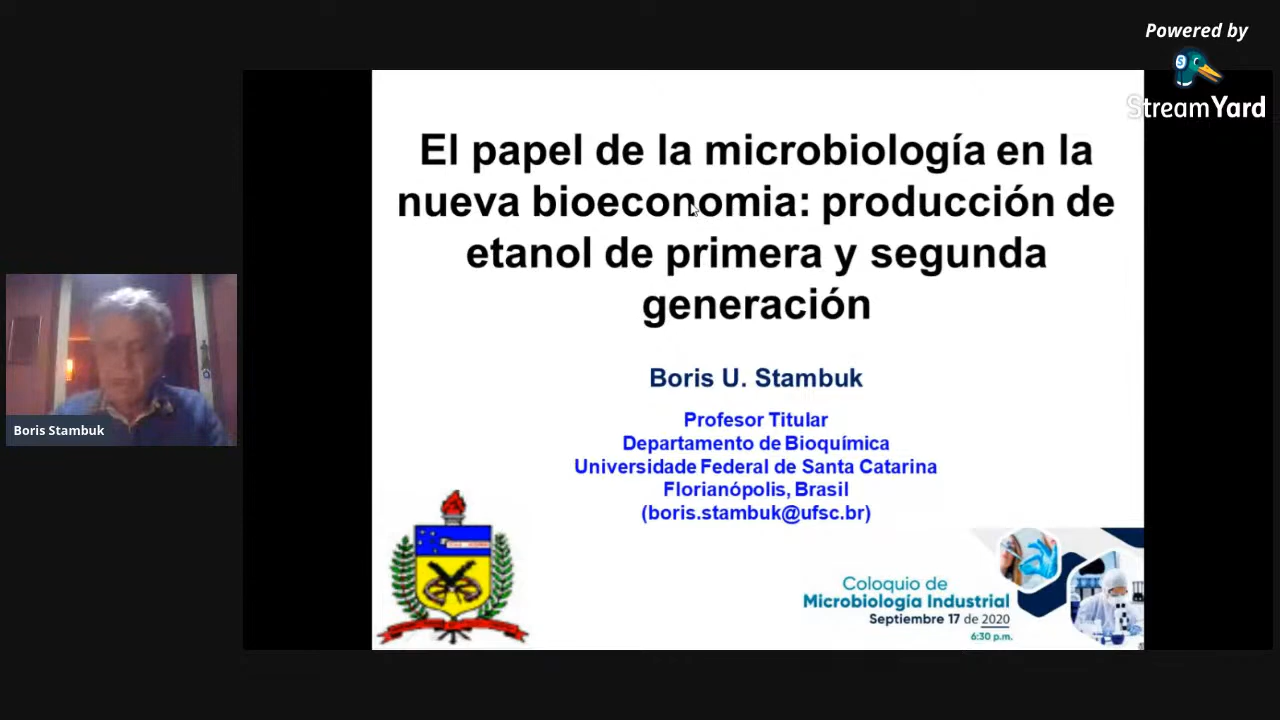 Powered by
StreamYard
El papel de la microbiología en la
nueva bioeconomia: producción de
etanol de primera y segunda
generación
Boris U. Stambuk
Profesor Titular
Departamento de Bioquímica
Universidade Federal de Santa Catarina
Florianópolis, Brasil
(boris.stambuk@ufsc.br)
Boris Stambuk
Coloquio de
Microbiología Industrial
Septiembre 17 de 2020
6:30 p.m.